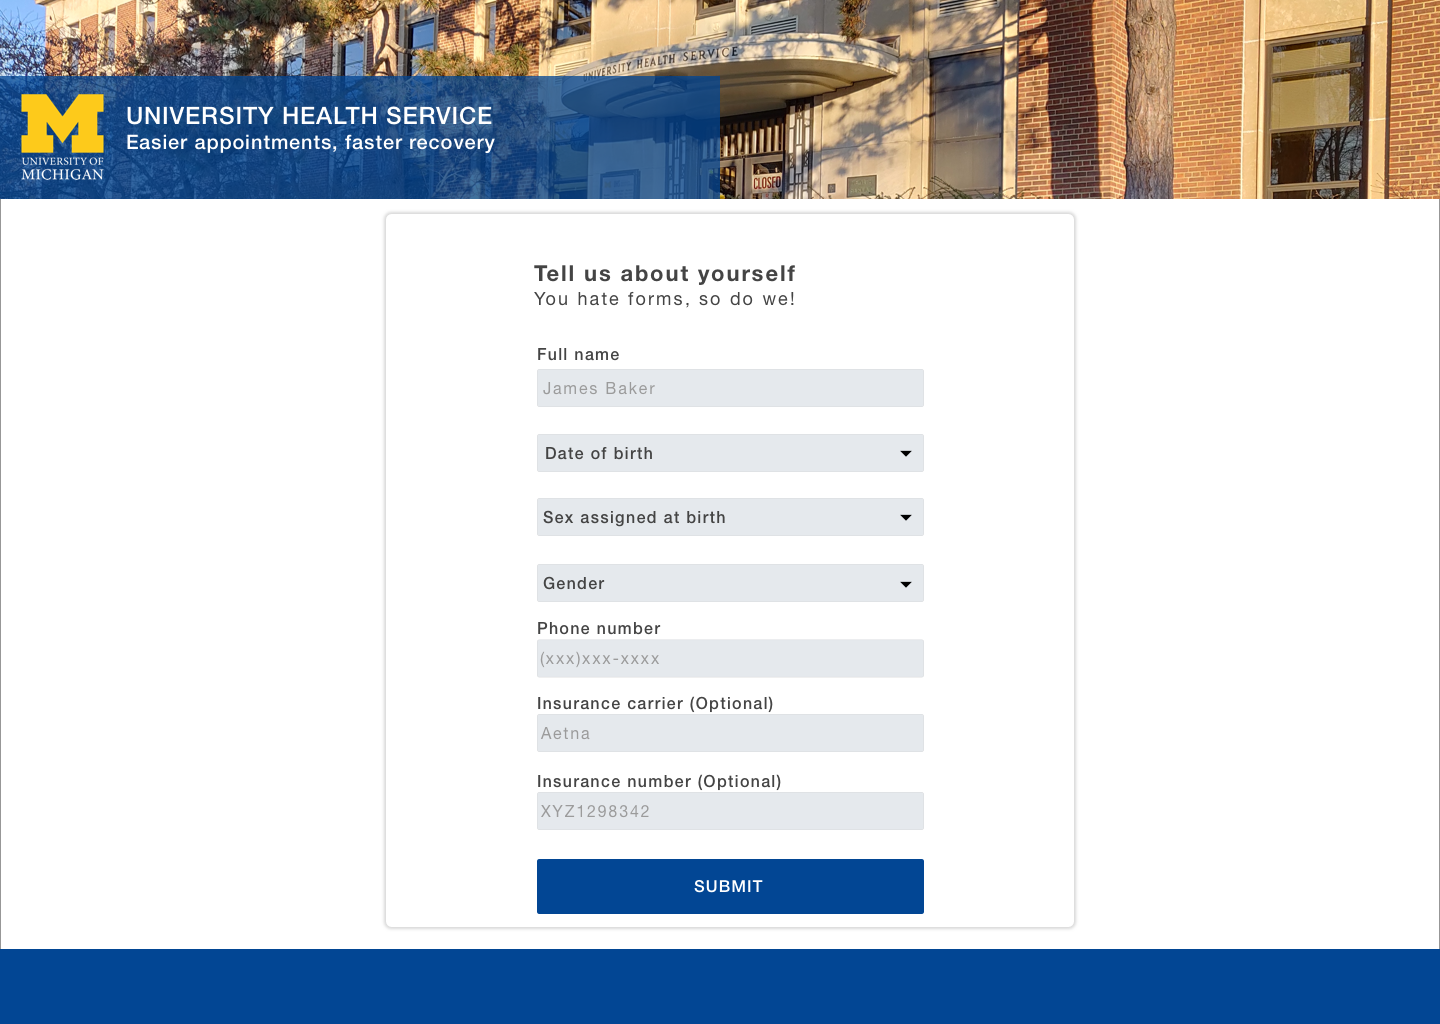 UNIVERSITY HEALTH SERVICE
UNIVERSITY OF
MICHIGAN
UNIVERSITY HEALTH SERVICE
Easier appointments, faster recovery
CLOSED
Tell us about yourself
You hate forms, so do we!
Full name
James Baker
Date of birth
Sex assigned at birth
Gender
Phone number
(xxx)xxx-xxxx
Insurance carrier (Optional)
Aetna
Insurance number (Optional)
XYZ1298342
SUBMIT